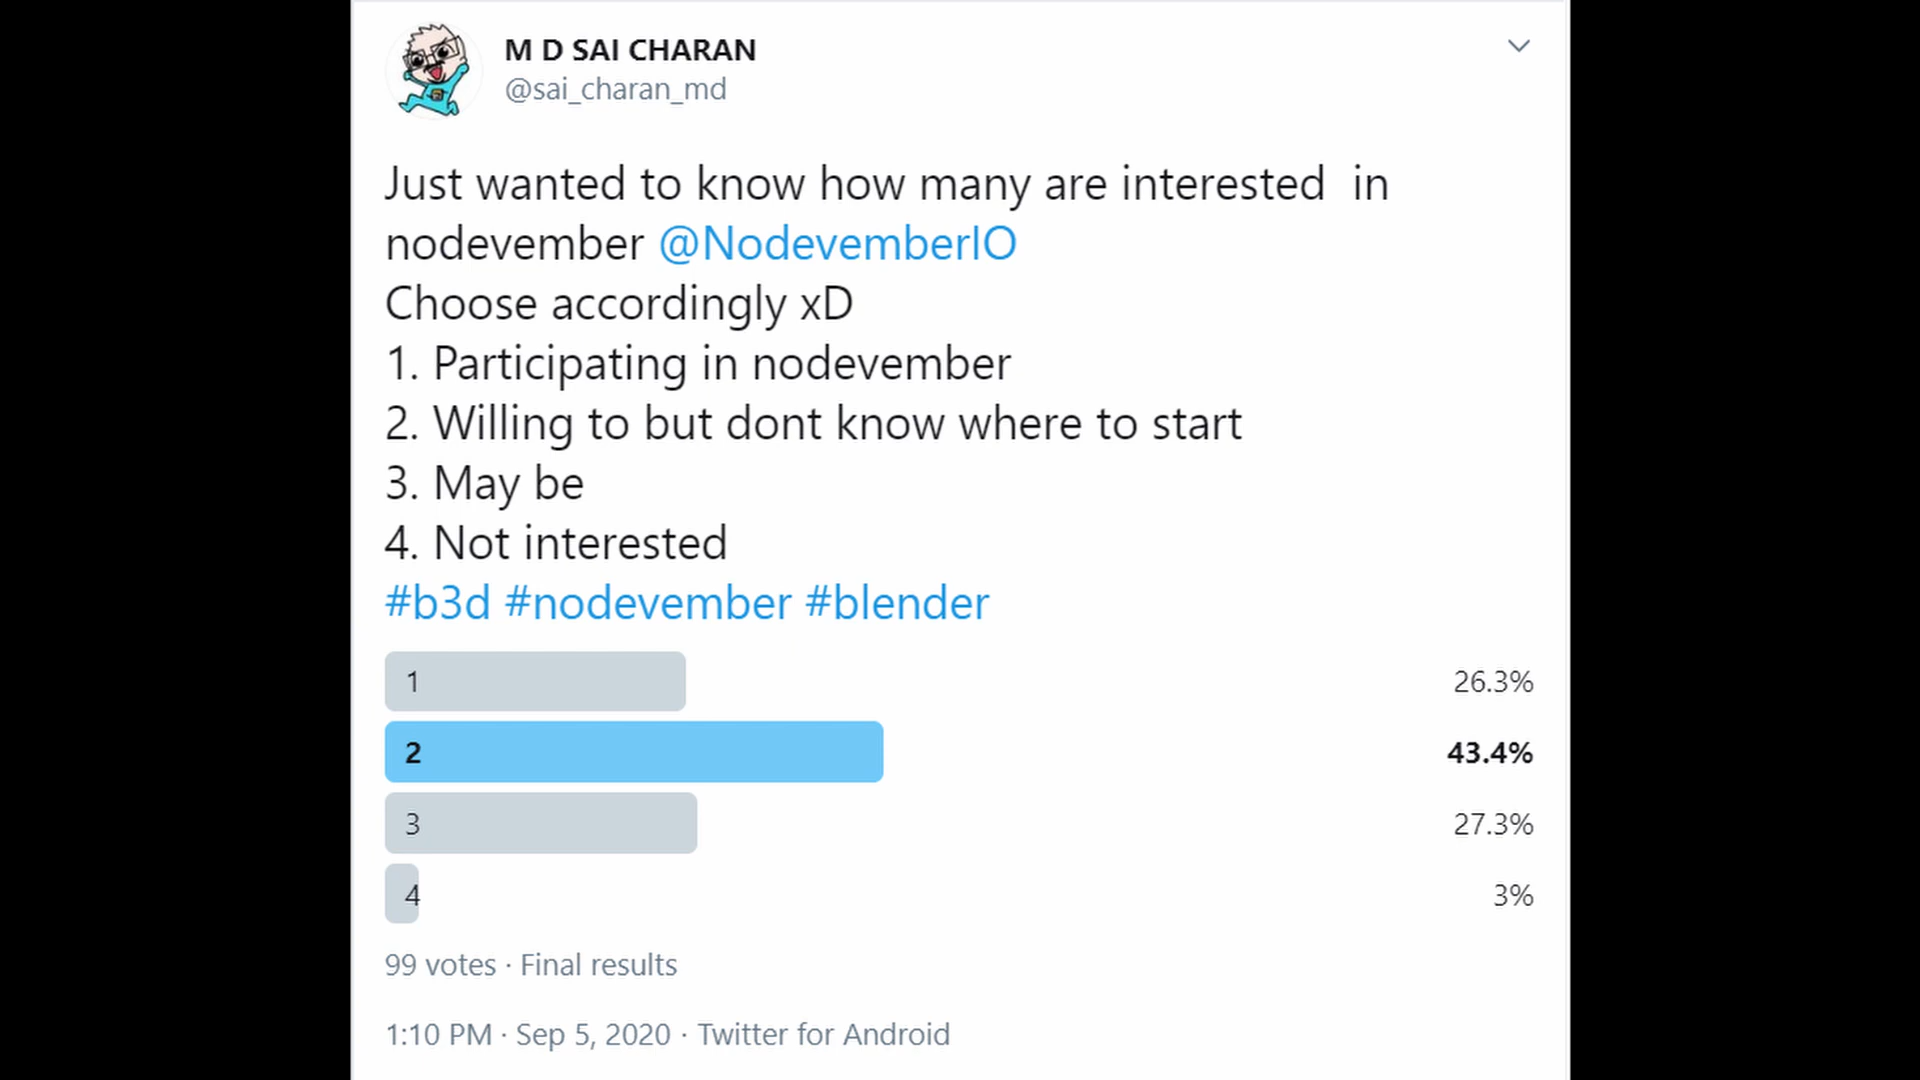 M D SAI CHARAN
@sai_charan_md
Just wanted to know how many are interested  in
nodevember @NodevemberIO
Choose accordingly xD
1. Participating in nodevember
2. Willing to but dont know where to start
3. May be
4. Not interested
#b3d #nodevember #blender
1 26.3%
2 43.4%
3 27.3%
4 3%
99 votes · Final results
1:10 PM · Sep 5, 2020 · Twitter for Android